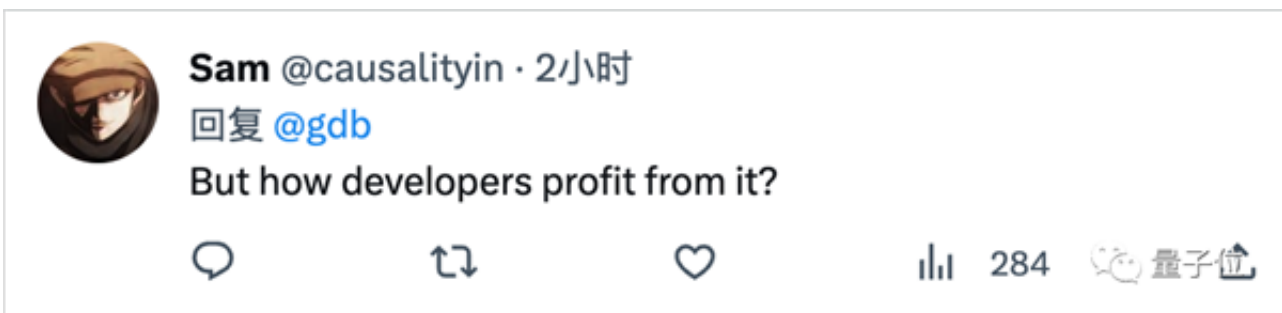 Sam @causalityin · 2小时
回复 @gdb
But how developers profit from it?
284 量子位